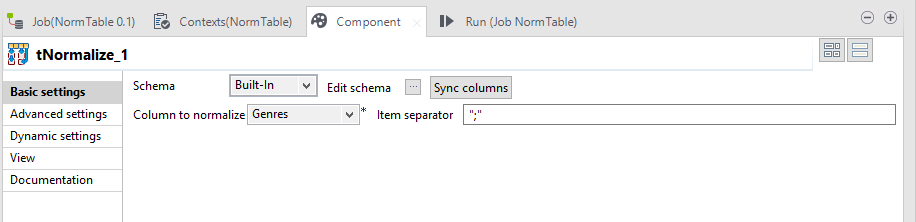 Job(NormTable 0.1) Contexts(NormTable) Component Run (Job NormTable)
tNormalize_1
Basic settings
Advanced settings
Dynamic settings
View
Documentation
Schema Built-In Edit schema ... Sync columns
Column to normalize Genres * Item separator ";"